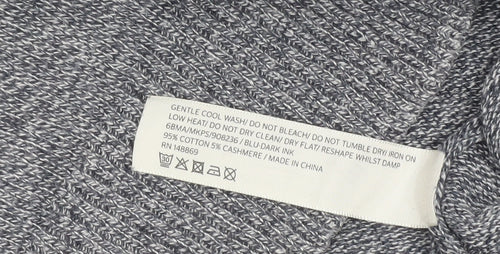 GENTLE COOL WASH/ DO NOT BLEACH/ DO NOT TUMBLE DRY/ IRON ON
LOW HEAT/ DO NOT DRY CLEAN/ DRY FLAT/ RESHAPE WHILST DAMP
6BMA/MKPS/908236 / BLU-DARK INK
95% COTTON 5% CASHMERE / MADE IN CHINA
RN 148869
30